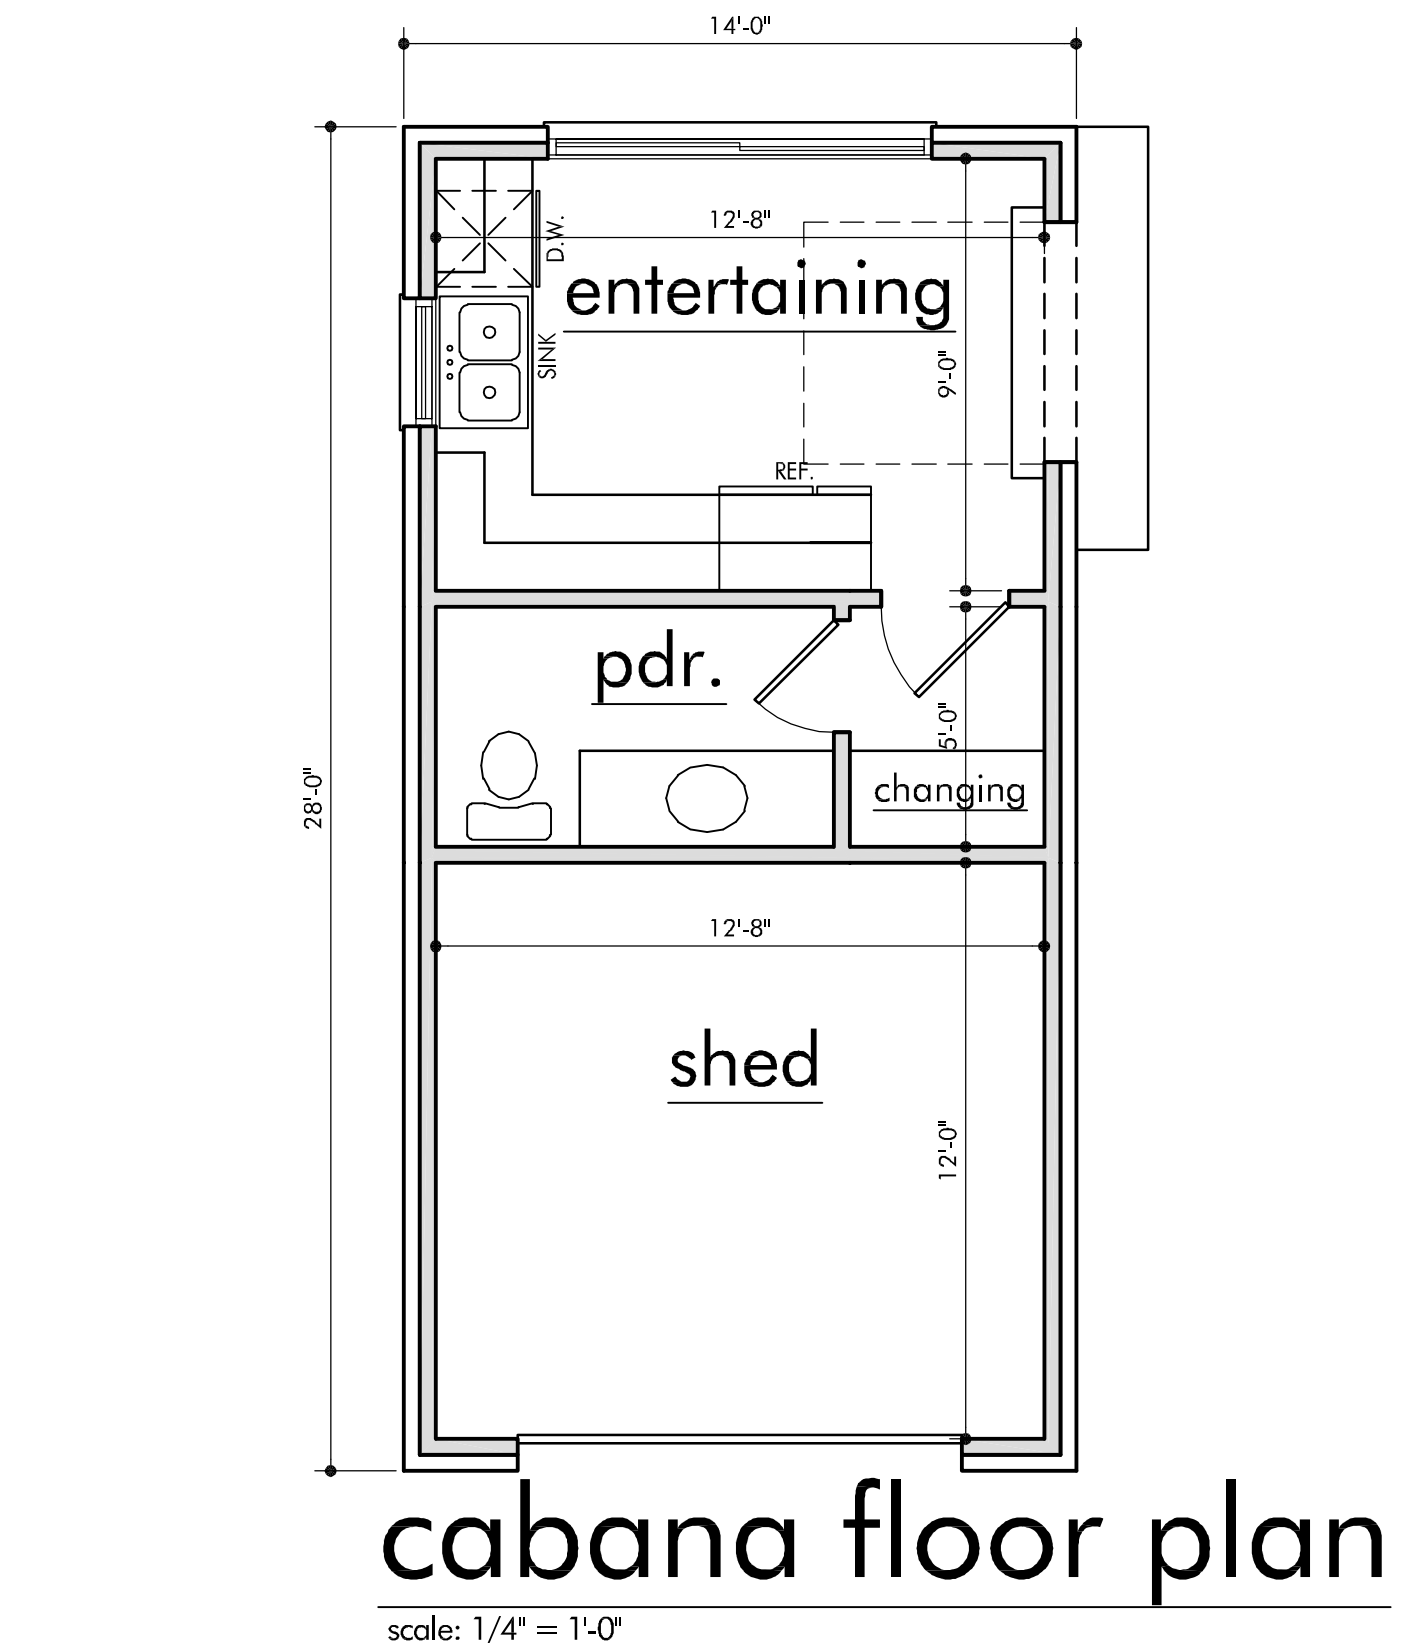 14'-0"
12'-8"
D.W.
entertaining
SINK
9'-0"
REF.
pdr.
5'-0"
changing
28'-0"
12'-8"
shed
12'-0"
cabana floor plan
scale: 1/4" = 1'-0"